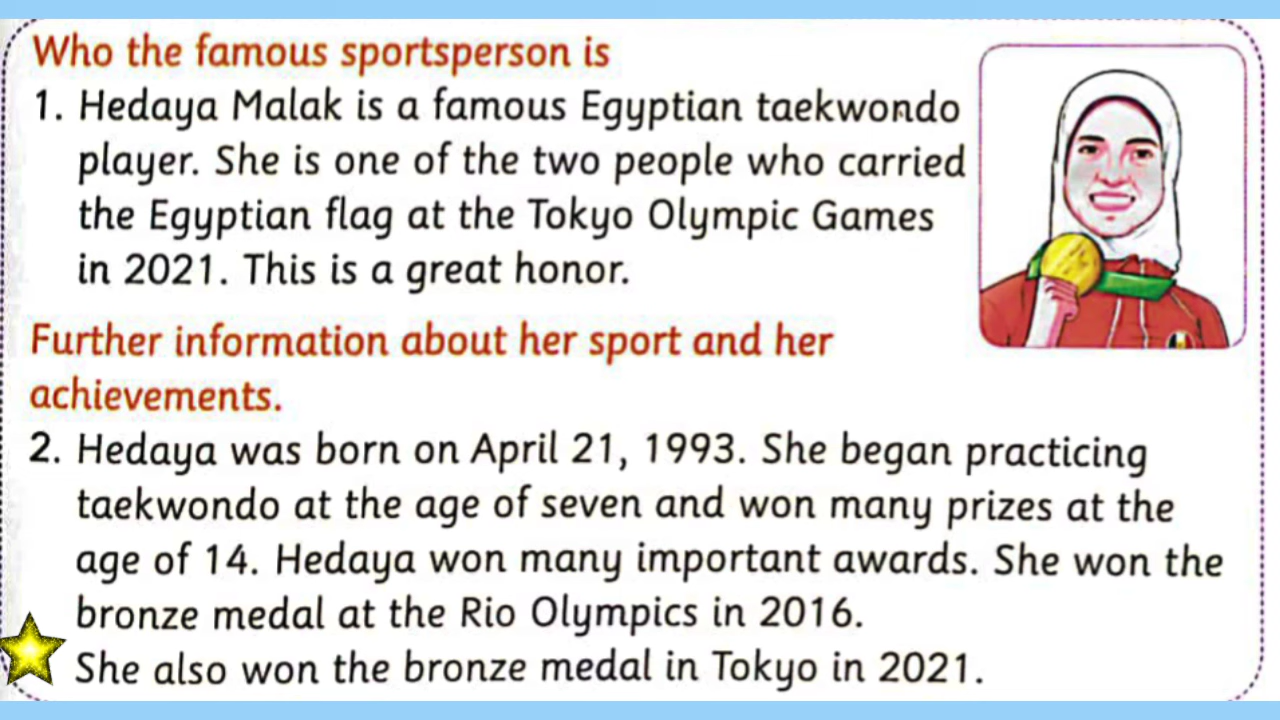 Who the famous sportsperson is
1. Hedaya Malak is a famous Egyptian taekwondo
player. She is one of the two people who carried
the Egyptian flag at the Tokyo Olympic Games
in 2021. This is a great honor.
Further information about her sport and her
achievements.
2. Hedaya was born on April 21, 1993. She began practicing
taekwondo at the age of seven and won many prizes at the
age of 14. Hedaya won many important awards. She won the
bronze medal at the Rio Olympics in 2016.
She also won the bronze medal in Tokyo in 2021.